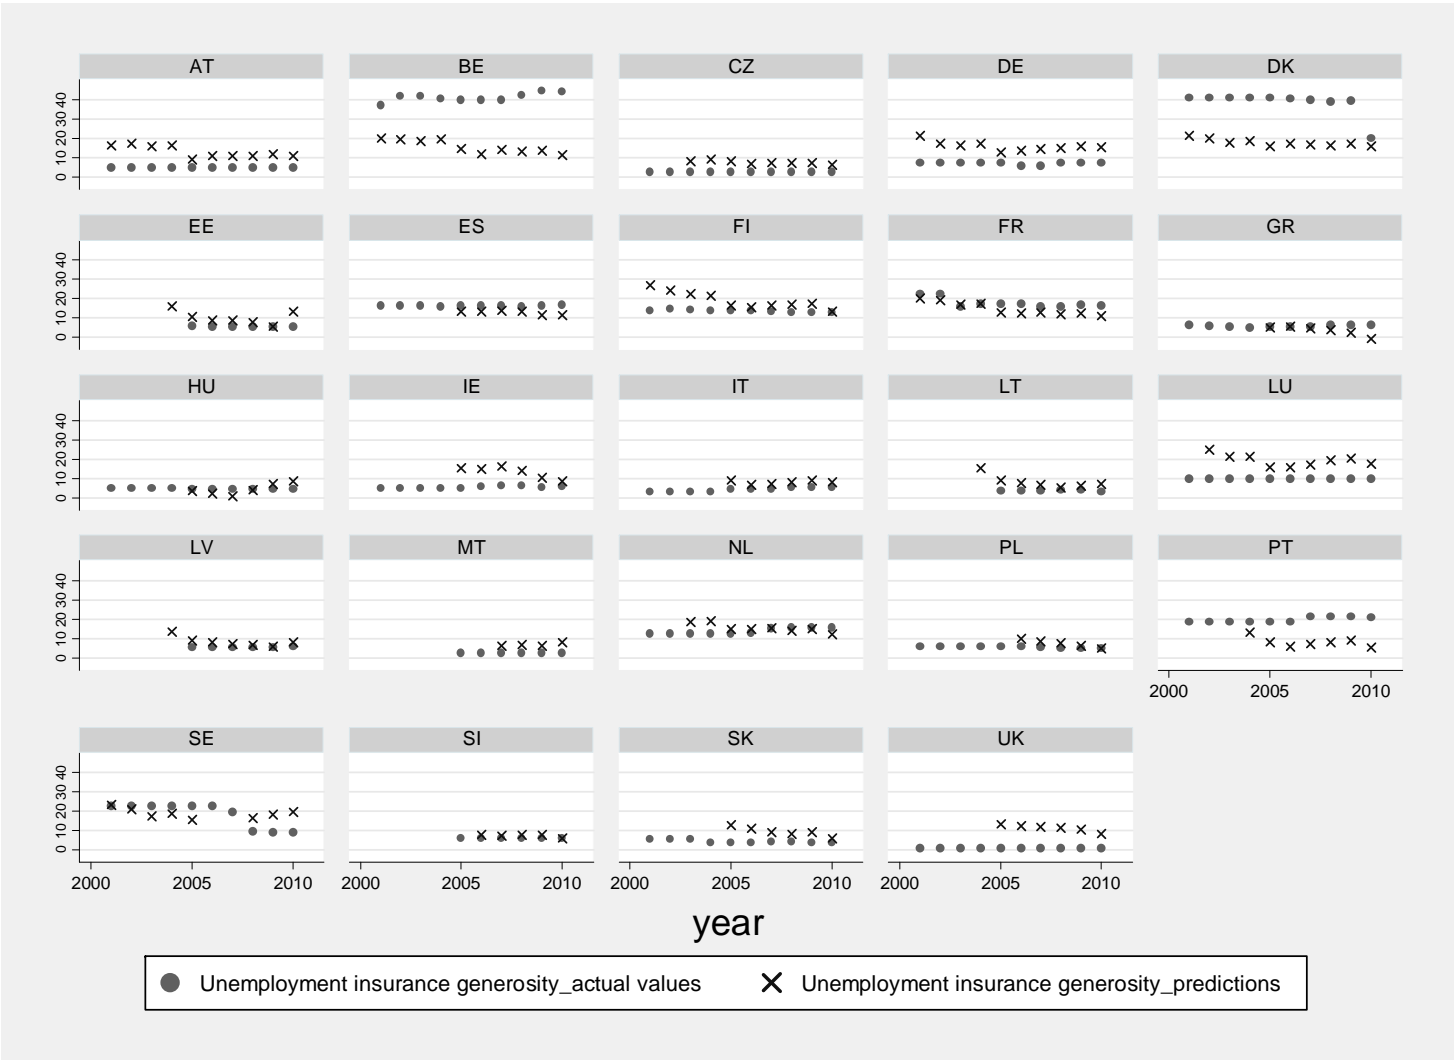 AT BE CZ DE DK
0 10 20 30 40
EE ES FI FR GR
0 10 20 30 40
HU IE IT LT LU
0 10 20 30 40
LV MT NL PL PT
0 10 20 30 40
2000 2005 2010
SE SI SK UK
0 10 20 30 40
2000 2005 2010 2000 2005 2010 2000 2005 2010 2000 2005 2010
year
Unemployment insurance generosity_actual values Unemployment insurance generosity_predictions